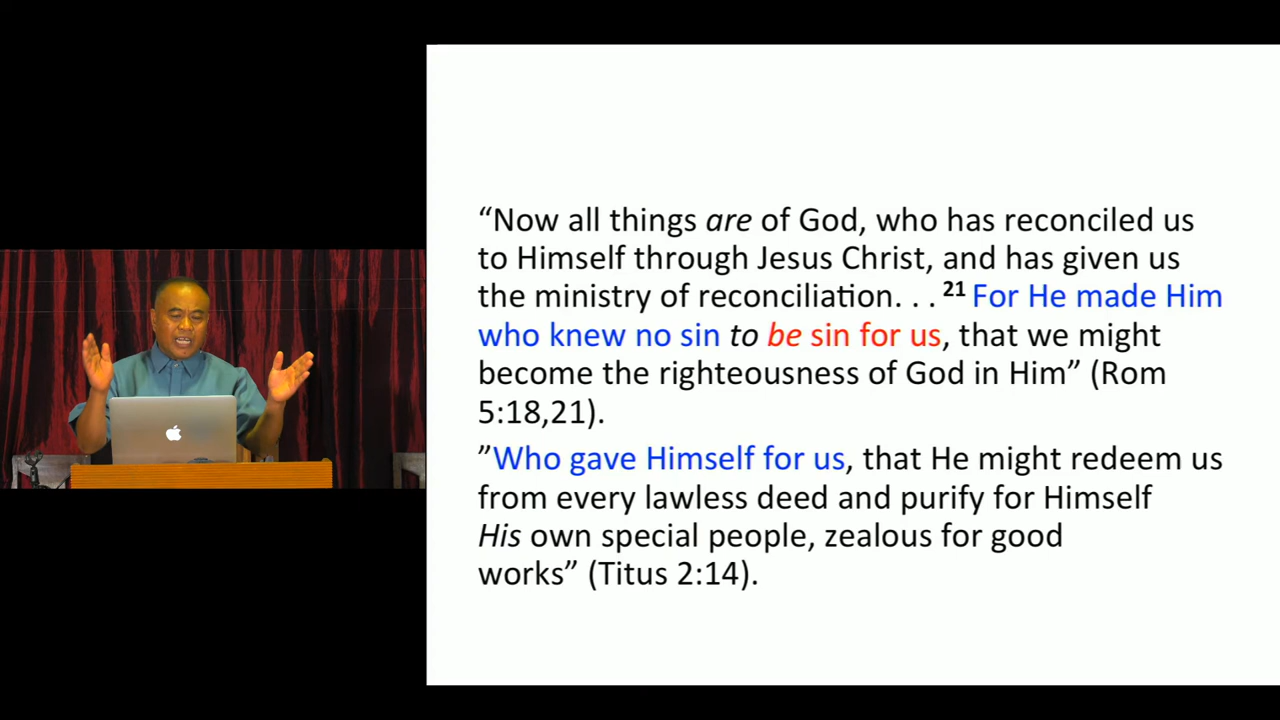 “Now all things are of God, who has reconciled us
to Himself through Jesus Christ, and has given us
the ministry of reconciliation. . . 21 For He made Him
who knew no sin to be sin for us, that we might
become the righteousness of God in Him” (Rom
5:18,21).
”Who gave Himself for us, that He might redeem us
from every lawless deed and purify for Himself
His own special people, zealous for good
works” (Titus 2:14).